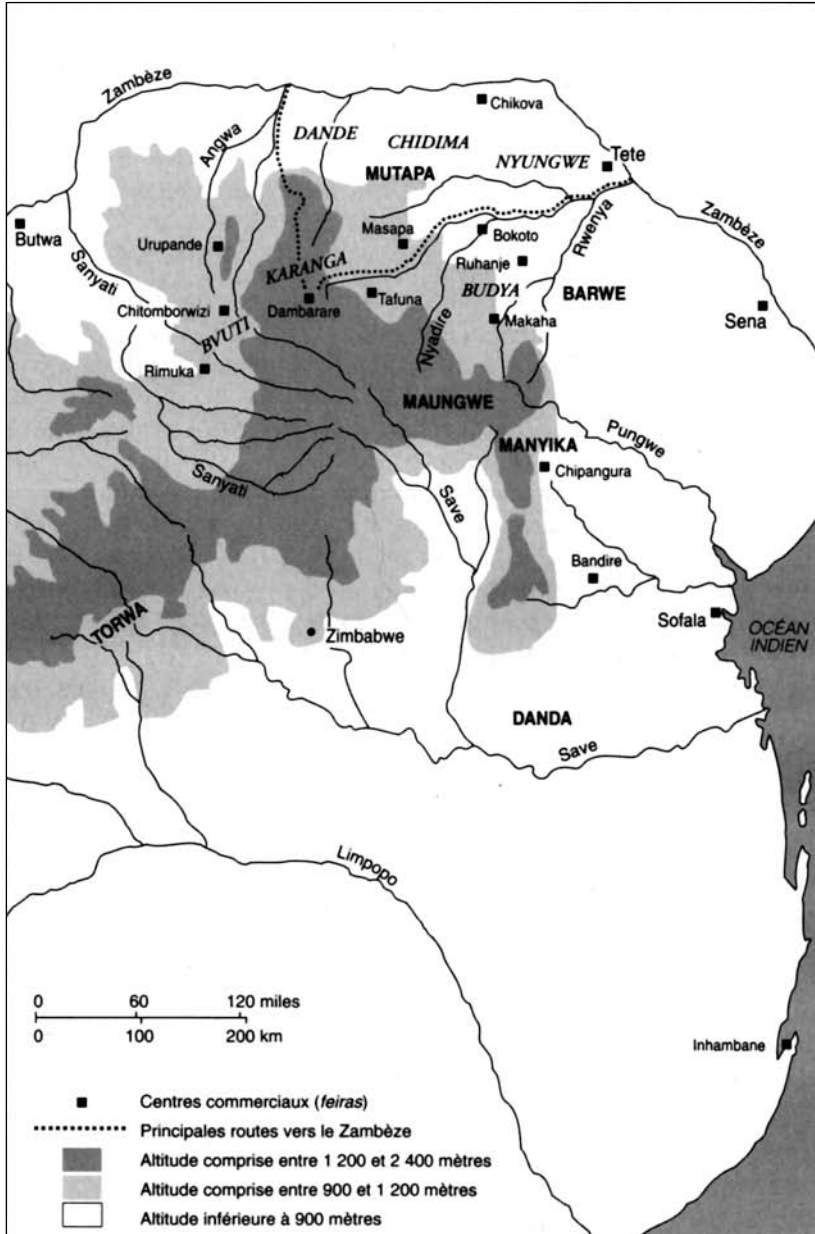 Zambèze
Chikova
Angwa
DANDE
CHIDIMA
NYUNGWE
Tete
MUTAPA
Zambèze
Butwa
Urupande
Masapa
Bokoto
Rwenya
Sanyati
KARANGA
Ruhanje
Chitomborwizi
Dambarare
Tafuna
BUDYA
BARWE
Sena
BVUTI
Nyadire
Makaha
Rimuka
MAUNGWE
MANYIKA
Pungwe
Chipangura
Sanyati
Save
Bandire
TORWA
Zimbabwe
Sofala
OCÉAN
INDIEN
DANDA
Save
Limpopo
0 60 120 miles
0 100 200 km
Inhambane
Centres commerciaux (feiras)
Principales routes vers le Zambèze
Altitude comprise entre 1 200 et 2 400 mètres
Altitude comprise entre 900 et 1 200 mètres
Altitude inférieure à 900 mètres